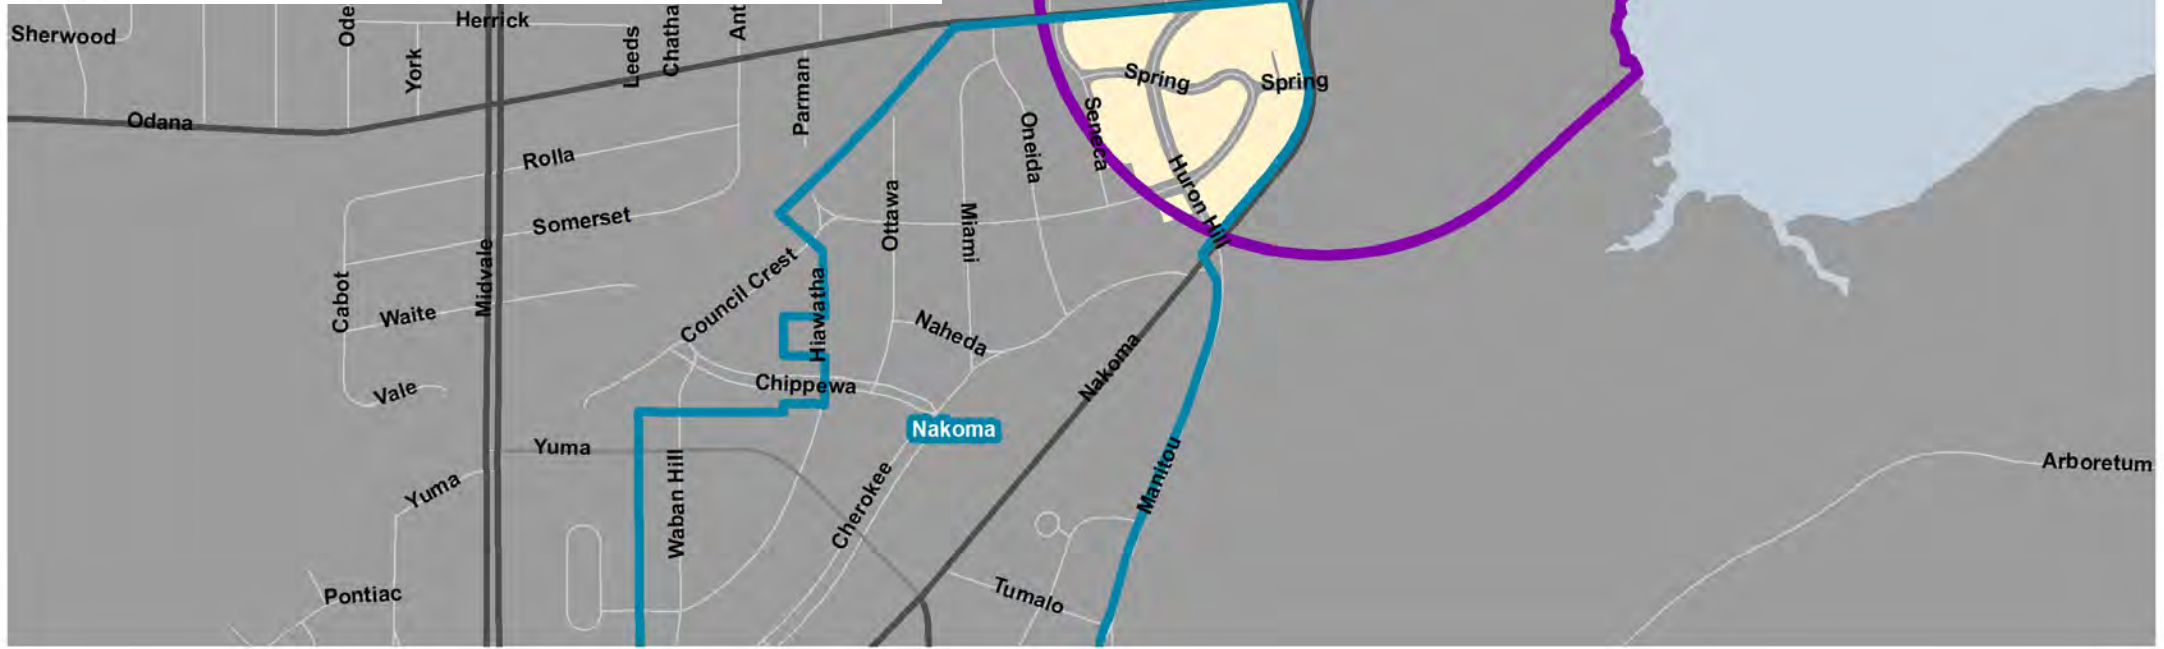 Sherwood
Ode
Herrick
York
Leeds
Chatha
Ant
Parman
Odana
Rolla
Somerset
Cabot
Waite
Midvale
Vale
Council Crest
Hiawatha
Ottawa
Miami
Oneida
Seneca
Spring
Spring
Huron Hill
Naheda
Chippewa
Nakoma
Nakoma
Yuma
Yuma
Waban Hill
Cherokee
Manitou
Pontiac
Tumalo
Arboretum